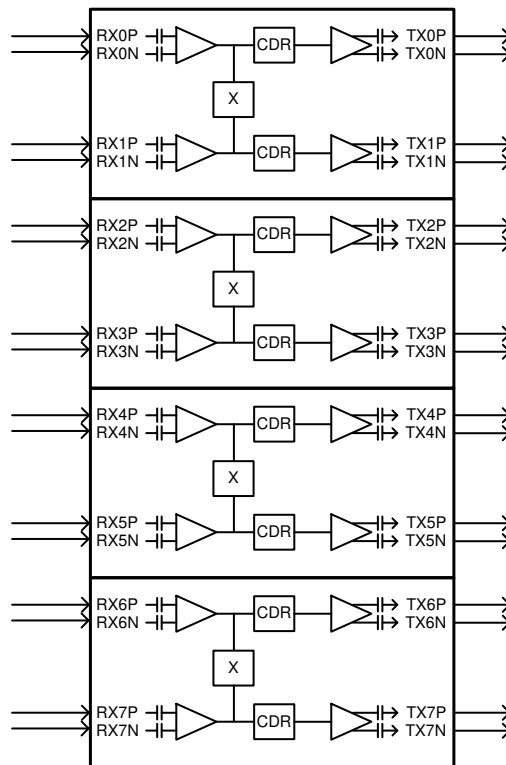 RX0P CDR TX0P
RX0N TX0N
X
RX1P TX1P
RX1N CDR TX1N
RX2P TX2P
RX2N CDR TX2N
X
RX3P TX3P
RX3N CDR TX3N
RX4P TX4P
RX4N CDR TX4N
X
RX5P TX5P
RX5N CDR TX5N
RX6P TX6P
RX6N CDR TX6N
X
RX7P TX7P
RX7N CDR TX7N